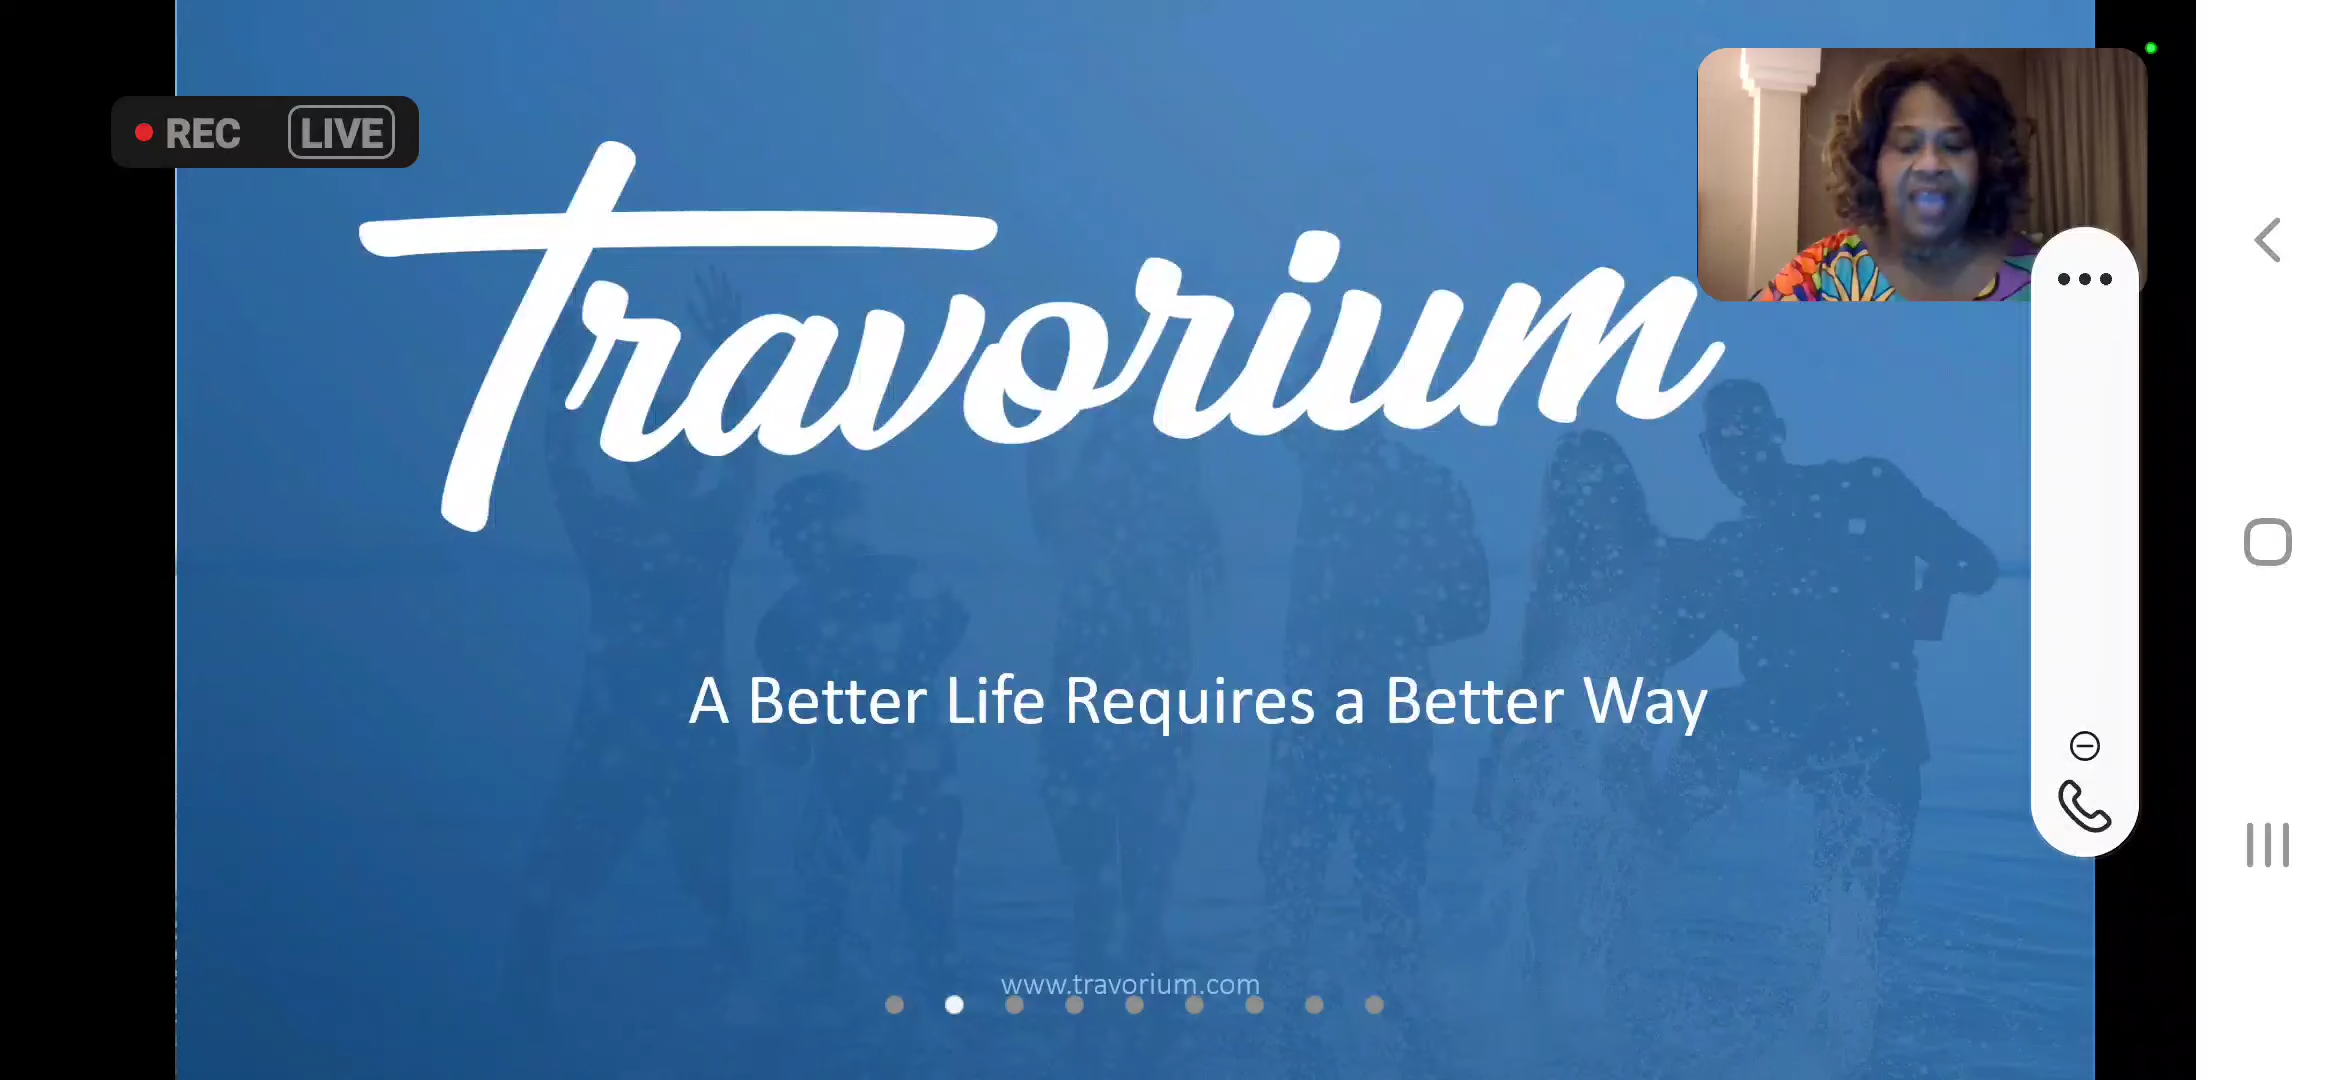 REC LIVE
Travorium
A Better Life Requires a Better Way
www.travorium.com